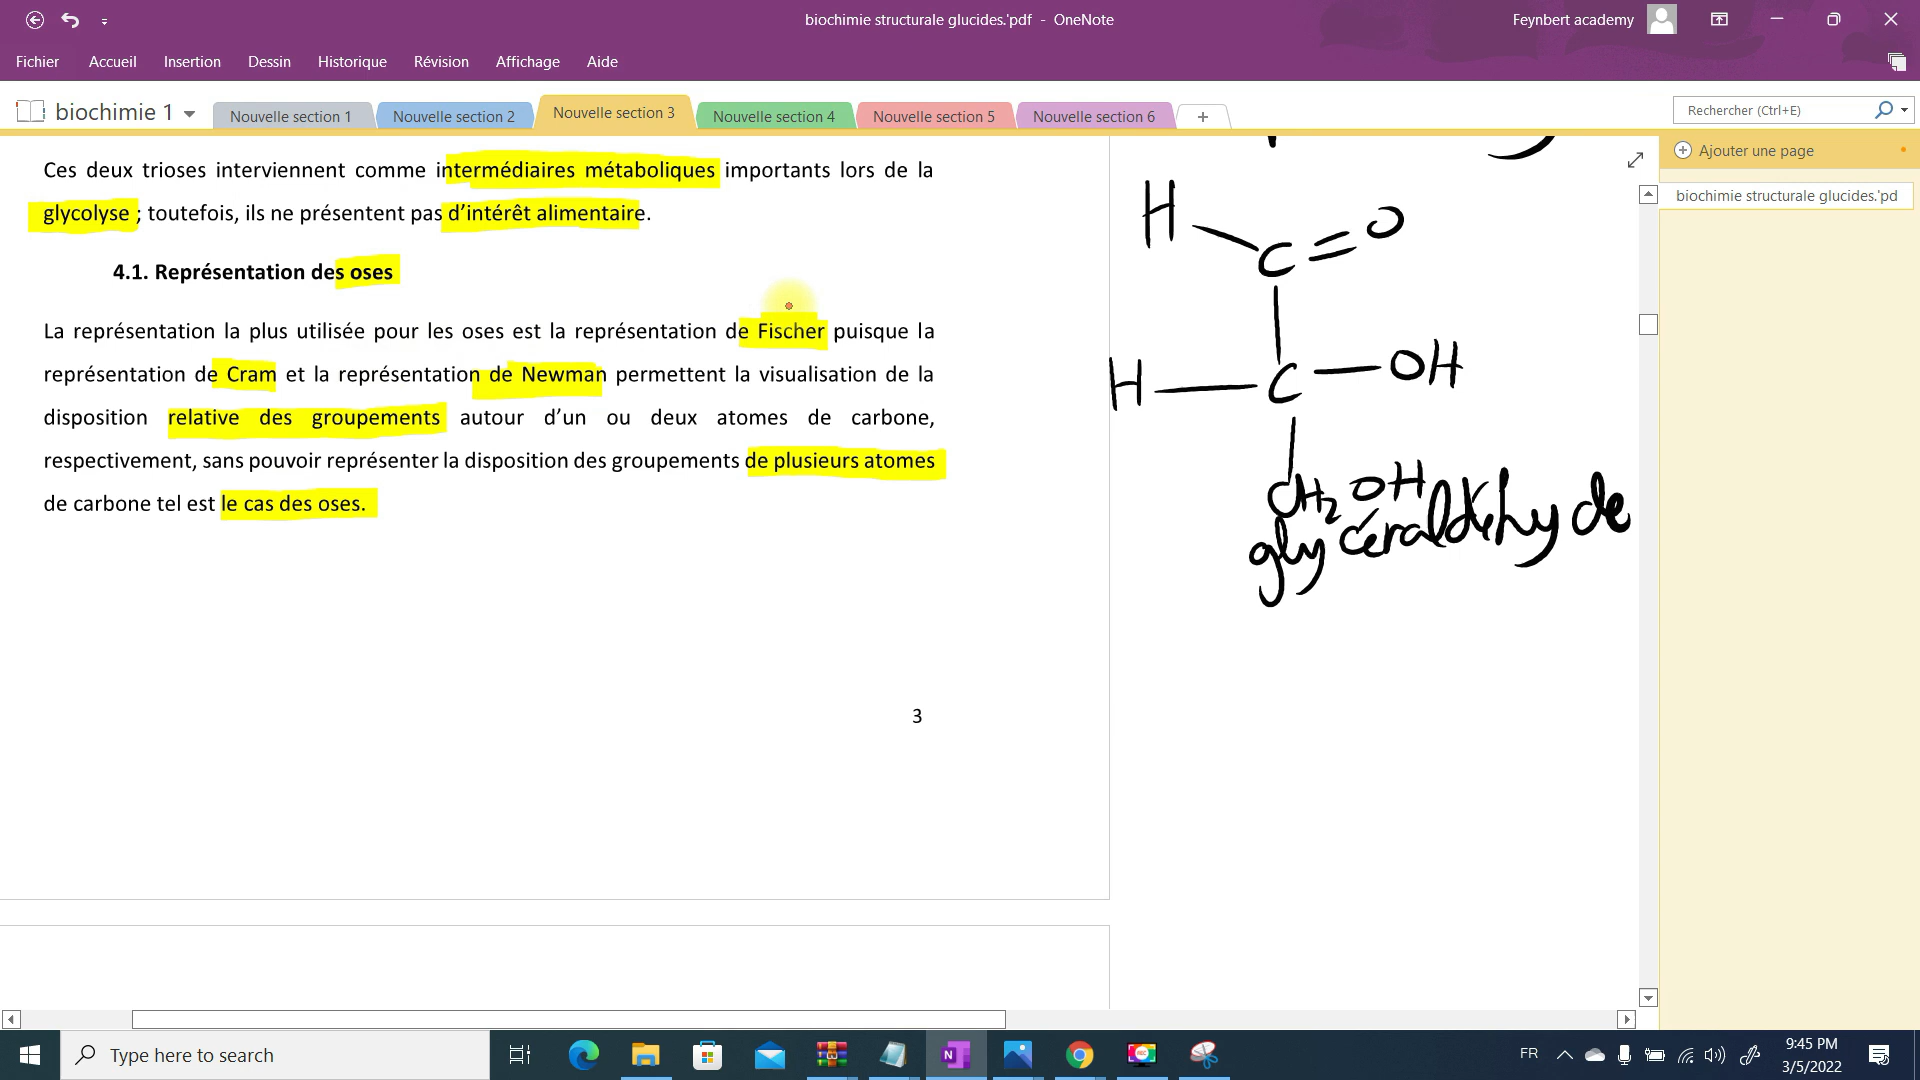 biochimie structurale glucides.'pdf - OneNote
Feynbert academy
Fichier Accueil Insertion Dessin Historique Révision Affichage Aide
biochimie 1
Nouvelle section 1 Nouvelle section 2 Nouvelle section 3 Nouvelle section 4 Nouvelle section 5 Nouvelle section 6 +
Rechercher (Ctrl+E)
Ajouter une page
biochimie structurale glucides.'pd
Ces deux trioses interviennent comme intermédiaires métaboliques importants lors de la
glycolyse ; toutefois, ils ne présentent pas d'intérêt alimentaire.
4.1. Représentation des oses
La représentation la plus utilisée pour les oses est la représentation de Fischer puisque la
représentation de Cram et la représentation de Newman permettent la visualisation de la
disposition relative des groupements autour d'un ou deux atomes de carbone,
respectivement, sans pouvoir représenter la disposition des groupements de plusieurs atomes
de carbone tel est le cas des oses.
3
H
C = O
H — C — OH
CH2 OH
glycéraldéhyde
Type here to search
FR
9:45 PM
3/5/2022